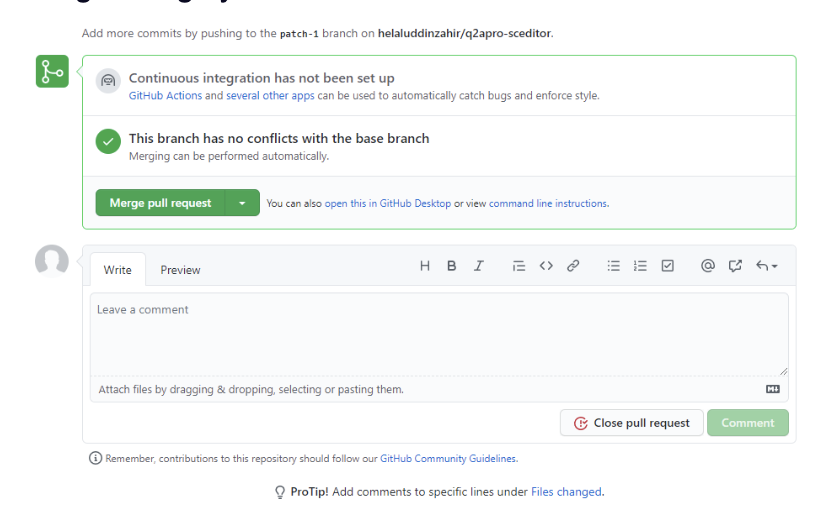 Add more commits by pushing to the patch-1 branch on helaluddinzahir/q2apro-sceditor.
Continuous integration has not been set up
GitHub Actions and several other apps can be used to automatically catch bugs and enforce style.
This branch has no conflicts with the base branch
Merging can be performed automatically.
Merge pull request You can also open this in GitHub Desktop or view command line instructions.
Write Preview H B I
Leave a comment
Attach files by dragging & dropping, selecting or pasting them.
Close pull request Comment
Remember, contributions to this repository should follow our GitHub Community Guidelines.
ProTip! Add comments to specific lines under Files changed.